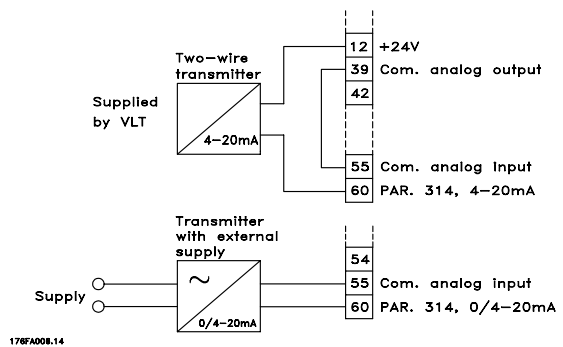 12 +24V
Two-wire
transmitter
39 Com. analog output
42
Supplied
by VLT
4-20mA
55 Com. analog input
60 PAR. 314, 4-20mA
Transmitter
with external
supply
54
~
55 Com. analog input
Supply
60 PAR. 314, 0/4-20mA
0/4-20mA
176FA008.14